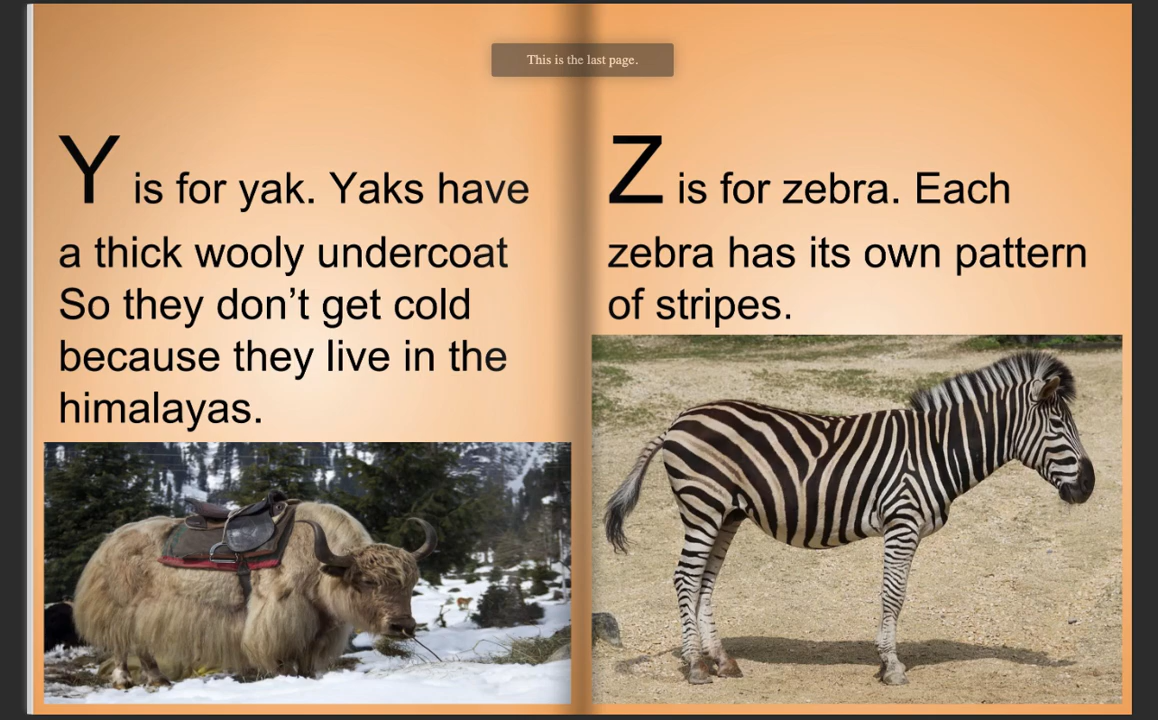 This is the last page.
Y is for yak. Yaks have
a thick wooly undercoat
So they don’t get cold
because they live in the
himalayas.
Z is for zebra. Each
zebra has its own pattern
of stripes.